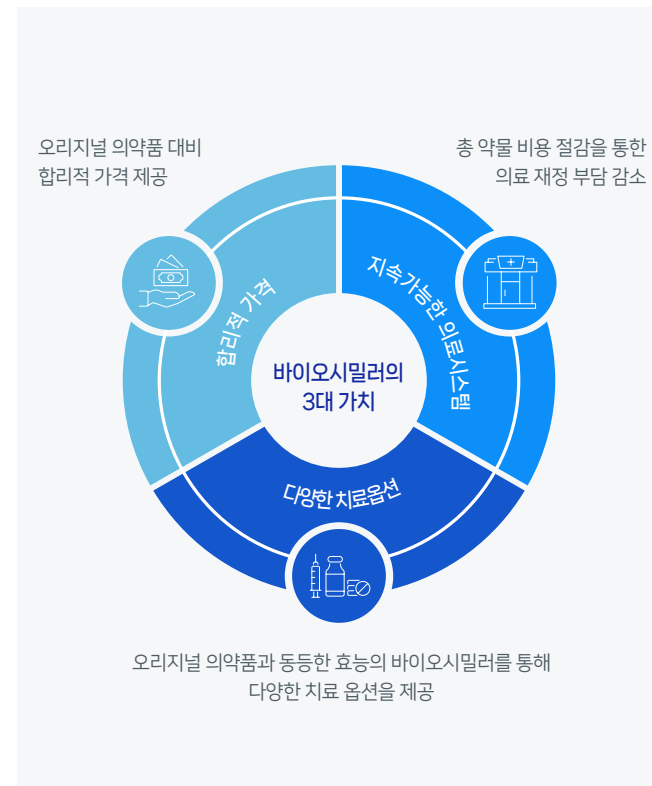 오리지널 의약품 대비
합리적 가격 제공
총 약물 비용 절감을 통한
의료 재정 부담 감소
합리적 가격
지속가능한 의료시스템
바이오시밀러의
3대 가치
다양한 치료옵션
오리지널 의약품과 동등한 효능의 바이오시밀러를 통해
다양한 치료 옵션을 제공